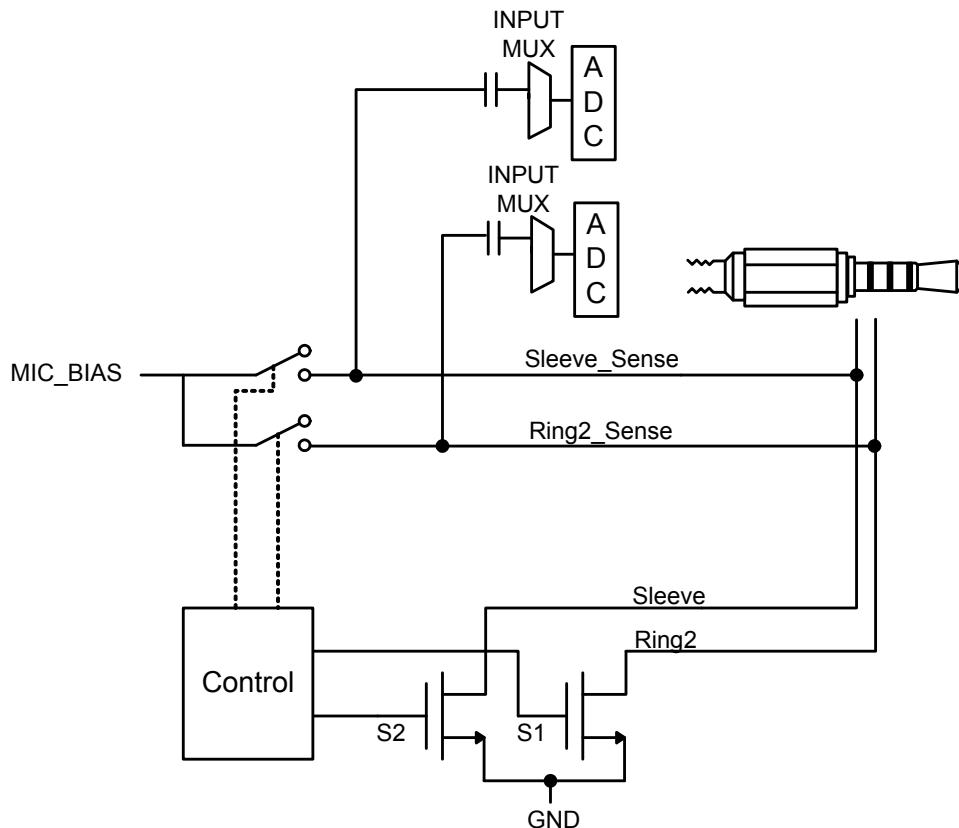 INPUT
MUX
A
D
C
INPUT
MUX
A
D
C
MIC_BIAS
Sleeve_Sense
Ring2_Sense
Sleeve
Ring2
Control
S2
S1
GND